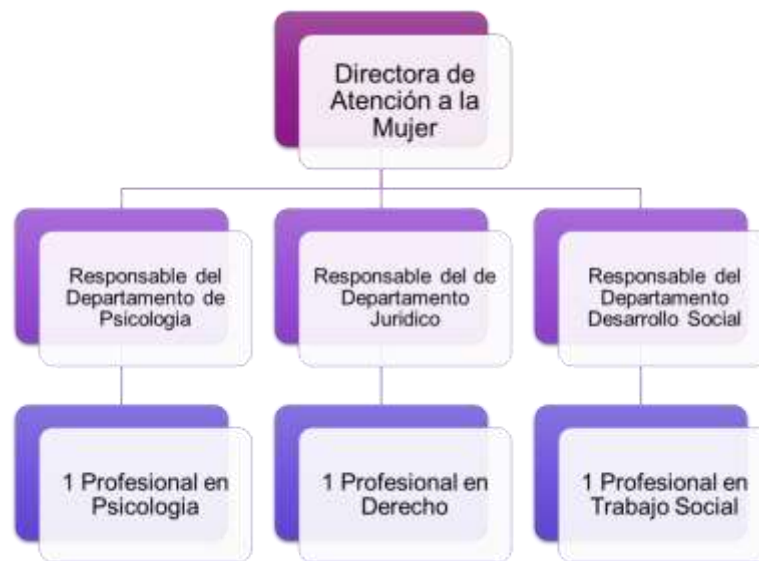 Directora de
Atención a la
Mujer
Responsable del
Departamento de
Psicologia
Responsable del de
Departamento
Juridico
Responsable del
Departamento
Desarrollo Social
1 Profesional en
Psicologia
1 Profesional en
Derecho
1 Profesional en
Trabajo Social